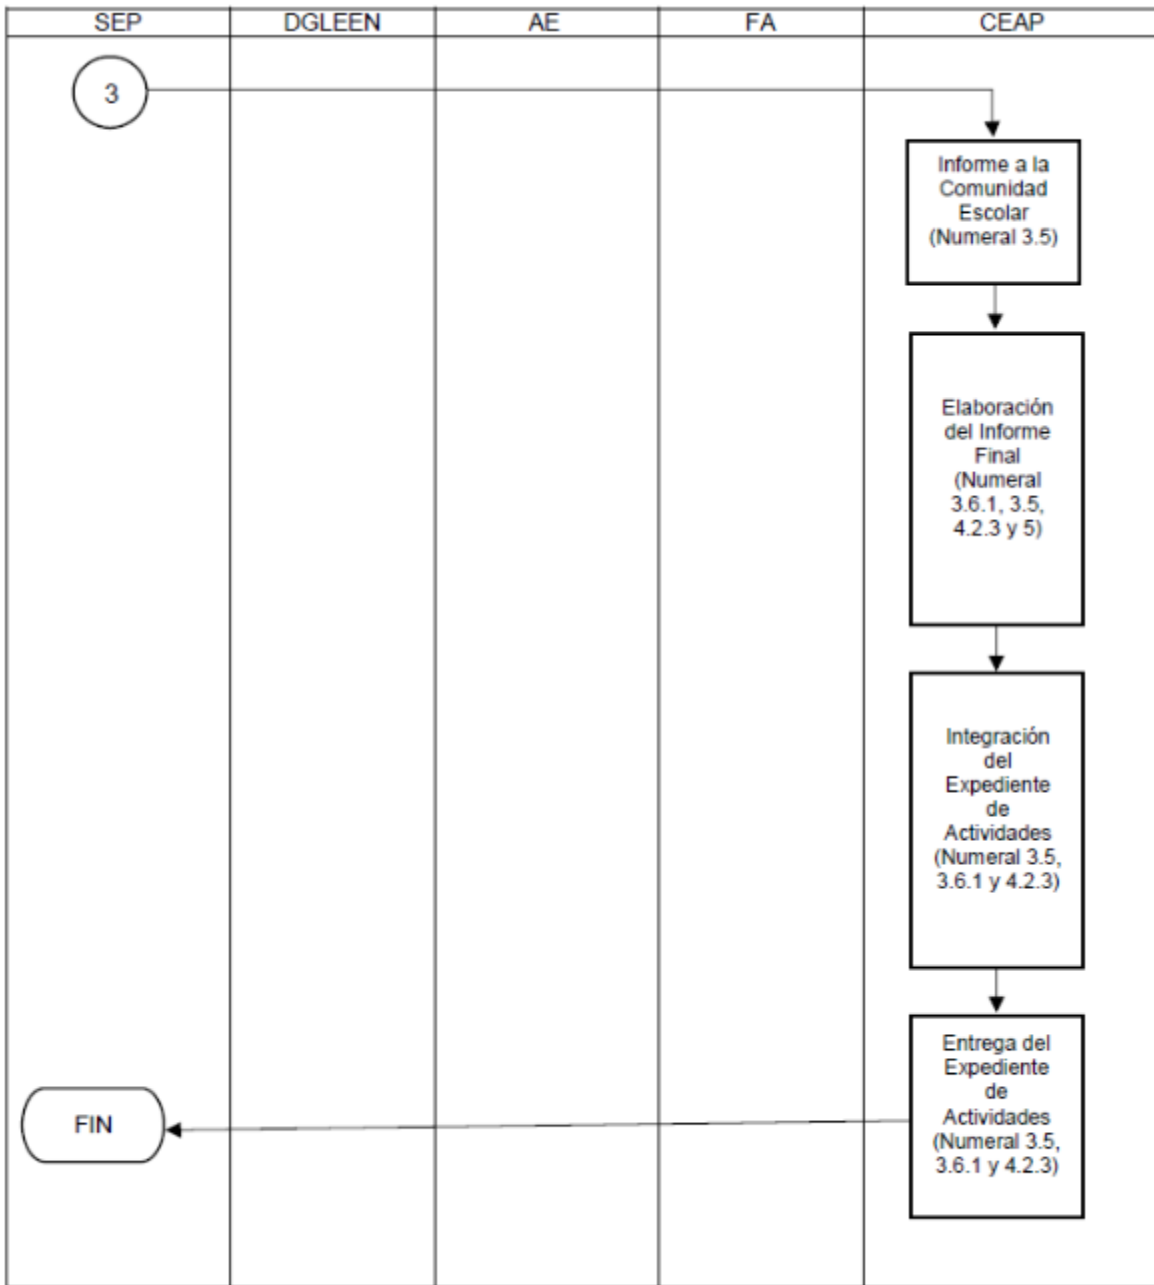 SEP
DGLEEN
AE
FA
CEAP
3
Informe a la
Comunidad
Escolar
(Numeral 3.5)
Elaboración
del Informe
Final
(Numeral
3.6.1, 3.5,
4.2.3 y 5)
Integración
del
Expediente
de
Actividades
(Numeral 3.5,
3.6.1 y 4.2.3)
Entrega del
Expediente
de
Actividades
(Numeral 3.5,
3.6.1 y 4.2.3)
FIN